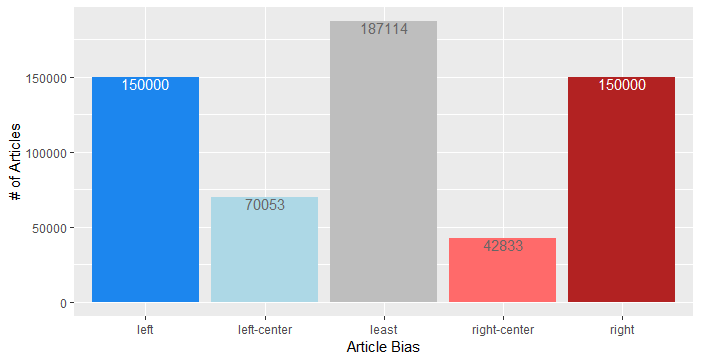 187114
150000
150000
150000
# of Articles
100000
70053
50000
42833
0
left
left-center
least
right-center
right
Article Bias